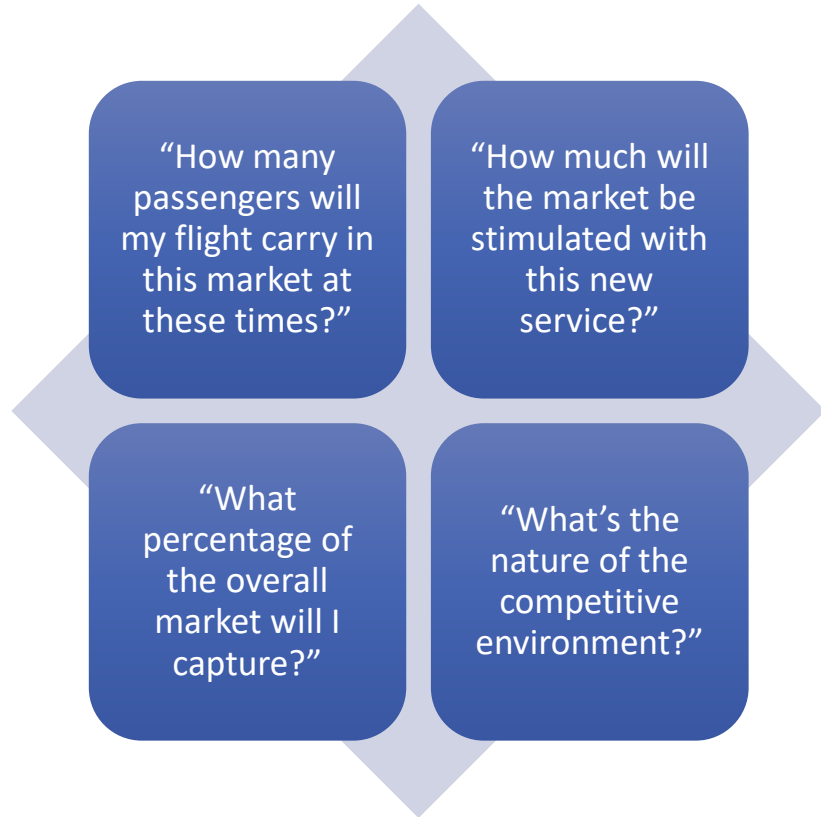 “How many
passengers will
my flight carry in
this market at
these times?”
“How much will
the market be
stimulated with
this new
service?”
“What
percentage of
the overall
market will I
capture?”
“What’s the
nature of the
competitive
environment?”